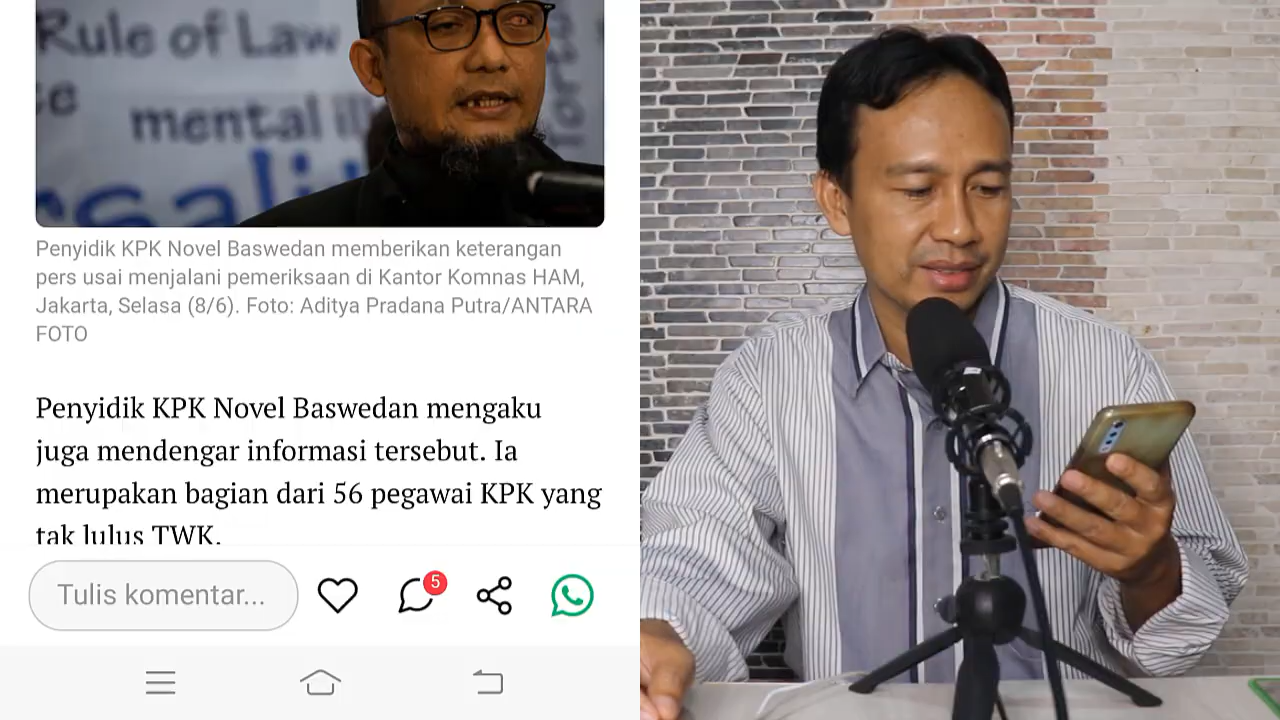 Rule of Law
mental
Penyidik KPK Novel Baswedan memberikan keterangan
pers usai menjalani pemeriksaan di Kantor Komnas HAM,
Jakarta, Selasa (8/6). Foto: Aditya Pradana Putra/ANTARA
FOTO
Penyidik KPK Novel Baswedan mengaku
juga mendengar informasi tersebut. Ia
merupakan bagian dari 56 pegawai KPK yang
tak lulus TWK.
Tulis komentar...
5